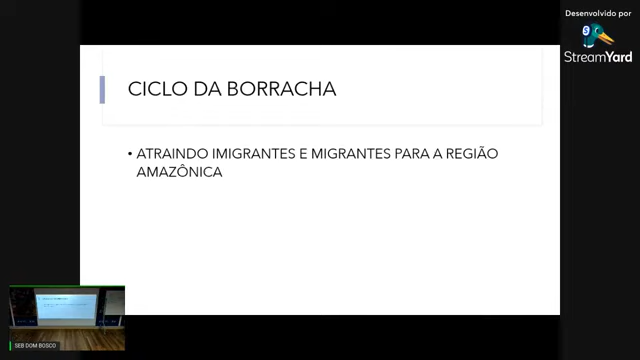 Desenvolvido por
StreamYard
CICLO DA BORRACHA
• ATRAINDO IMIGRANTES E MIGRANTES PARA A REGIÃO
AMAZÔNICA
SEB DOM BOSCO